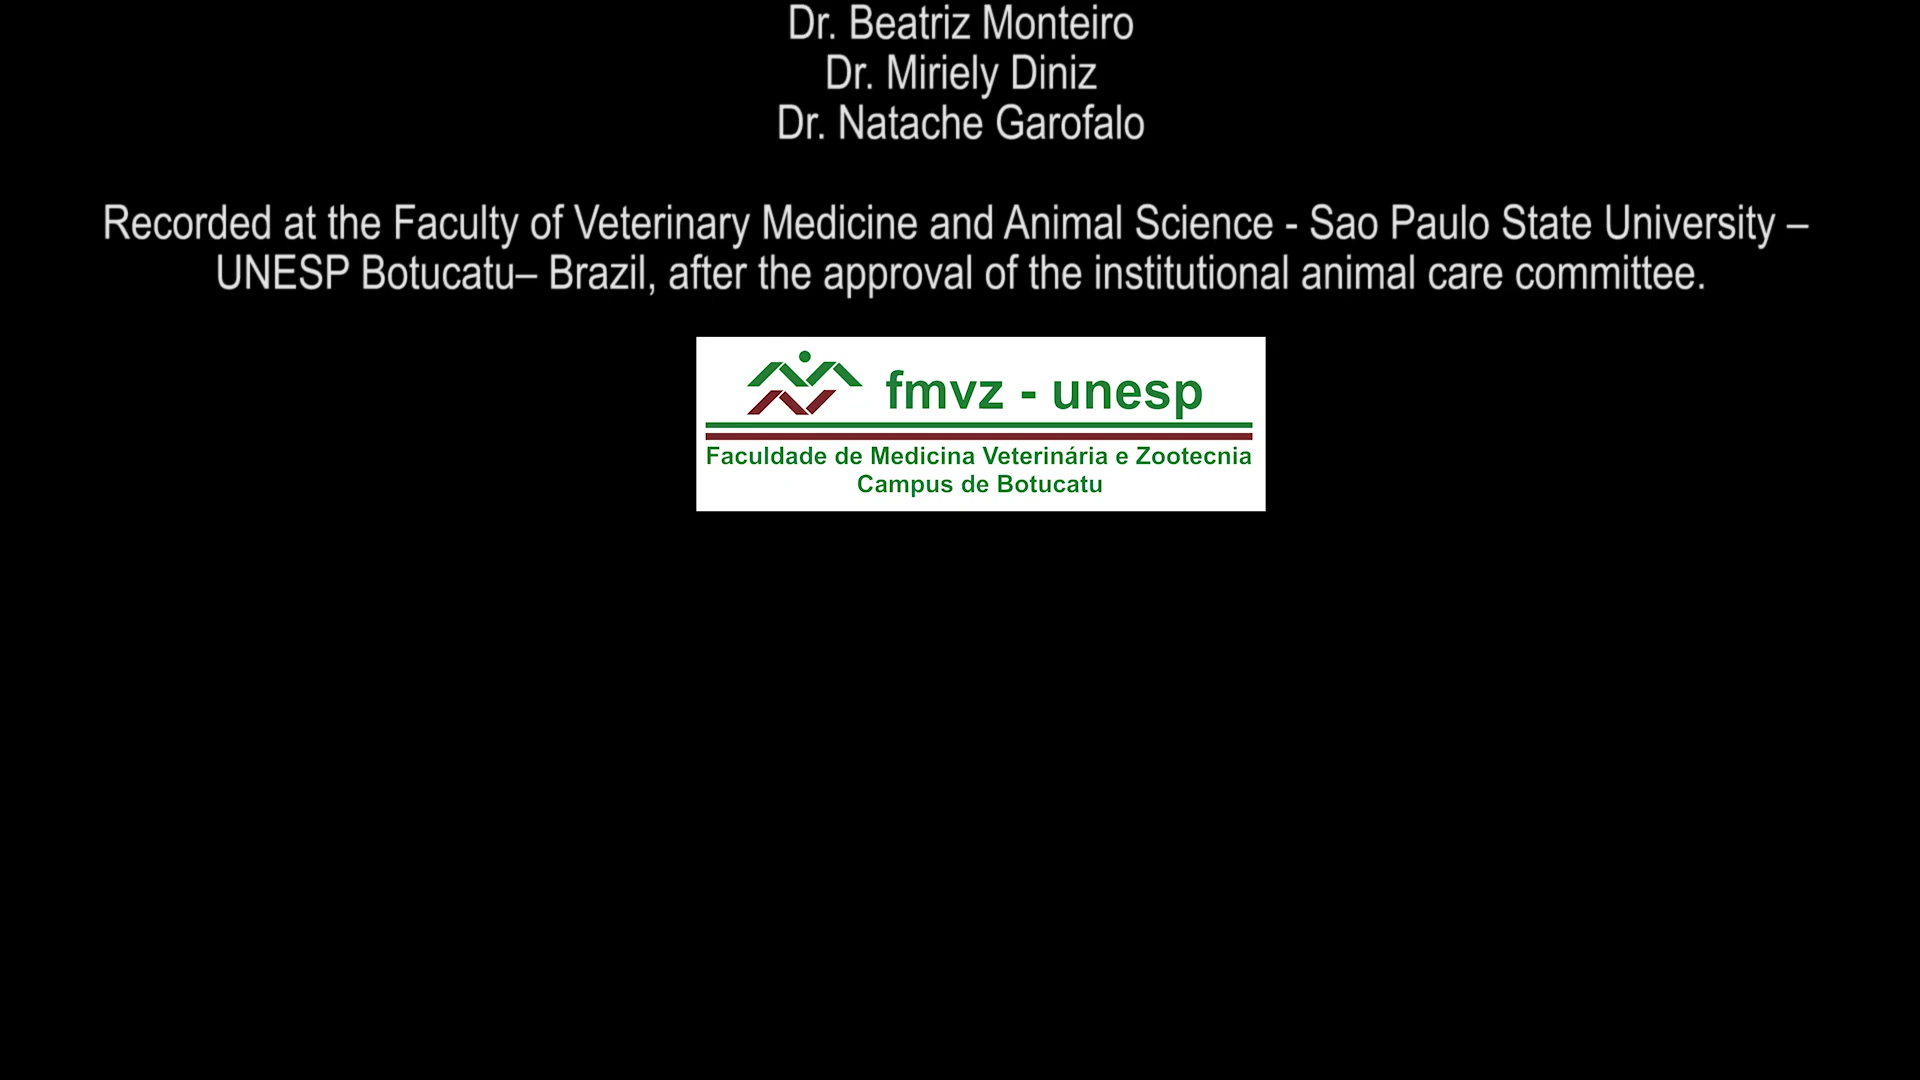 Dr. Beatriz Monteiro
Dr. Miriely Diniz
Dr. Natache Garofalo
Recorded at the Faculty of Veterinary Medicine and Animal Science - Sao Paulo State University –
UNESP Botucatu– Brazil, after the approval of the institutional animal care committee.
fmvz - unesp
Faculdade de Medicina Veterinária e Zootecnia
Campus de Botucatu